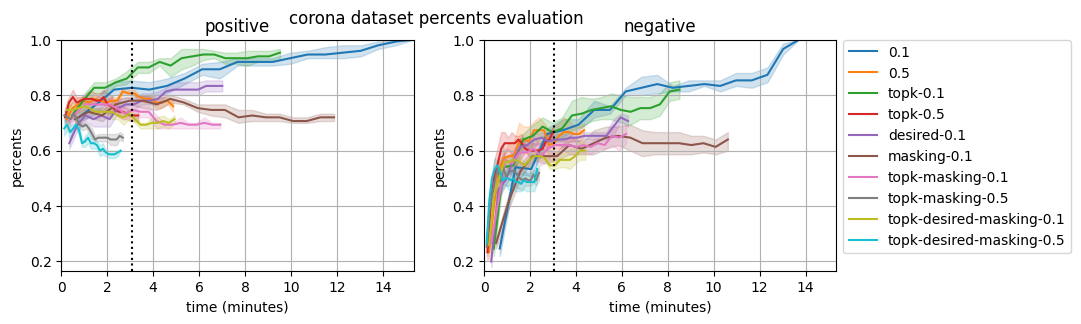 corona dataset percents evaluation
positive
negative
percents
1.0
0.8
0.6
0.4
0.2
0 2 4 6 8 10 12 14
time (minutes)
percents
1.0
0.8
0.6
0.4
0.2
0 2 4 6 8 10 12 14
time (minutes)
0.1
0.5
topk-0.1
topk-0.5
desired-0.1
masking-0.1
topk-masking-0.1
topk-masking-0.5
topk-desired-masking-0.1
topk-desired-masking-0.5